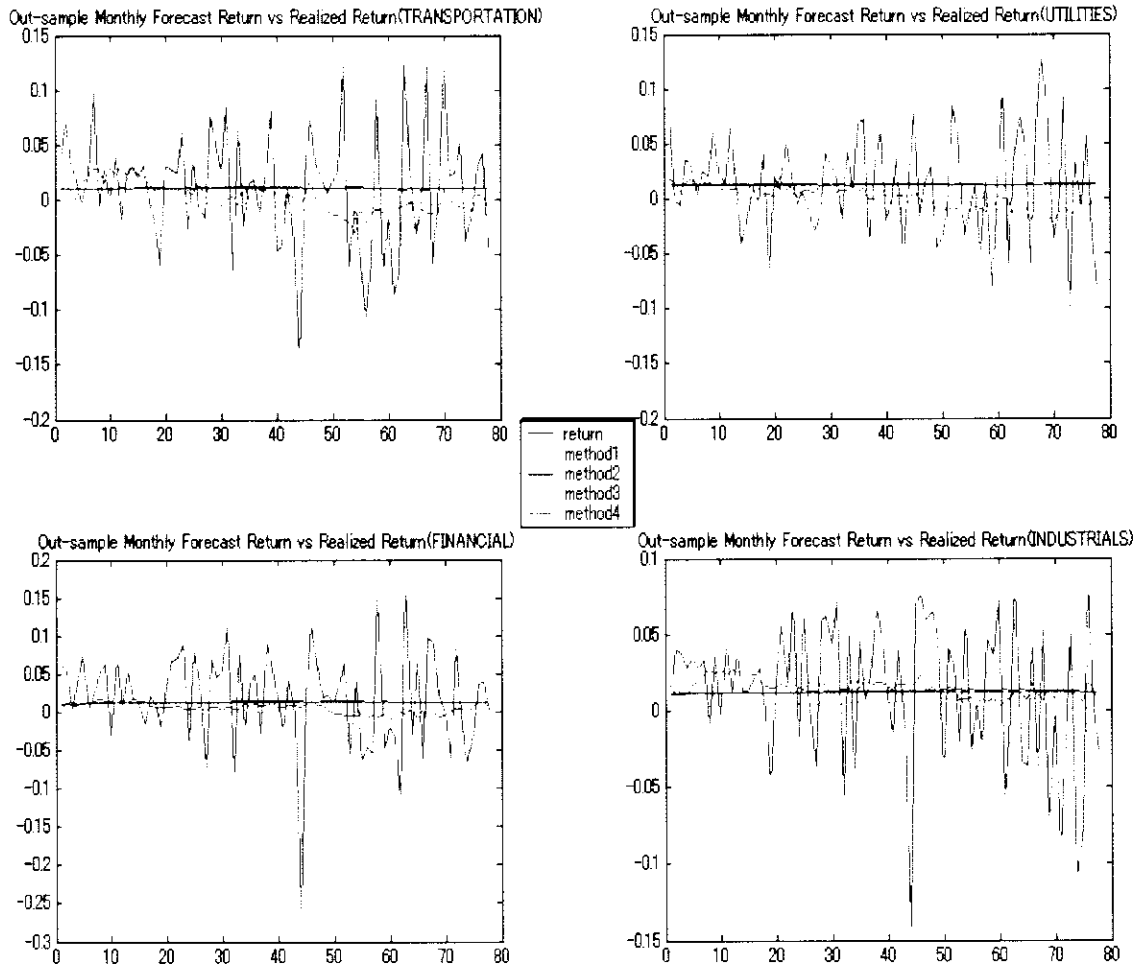 Out-sample Monthly Forecast Return vs Realized Return(TRANSPORTATION)
0.15
0.1
0.05
0
-0.05
-0.1
-0.15
-0.2
0 10 20 30 40 50 60 70 80
Out-sample Monthly Forecast Return vs Realized Return(UTILITIES)
0.15
0.1
0.05
0
-0.05
-0.1
-0.15
-0.2
0 10 20 30 40 50 60 70 80
return
method1
method2
method3
method4
Out-sample Monthly Forecast Return vs Realized Return(FINANCIAL)
0.2
0.15
0.1
0.05
0
-0.05
-0.1
-0.15
-0.2
-0.25
-0.3
0 10 20 30 40 50 60 70 80
Out-sample Monthly Forecast Return vs Realized Return(INDUSTRIALS)
0.1
0.05
0
-0.05
-0.1
-0.15
0 10 20 30 40 50 60 70 80